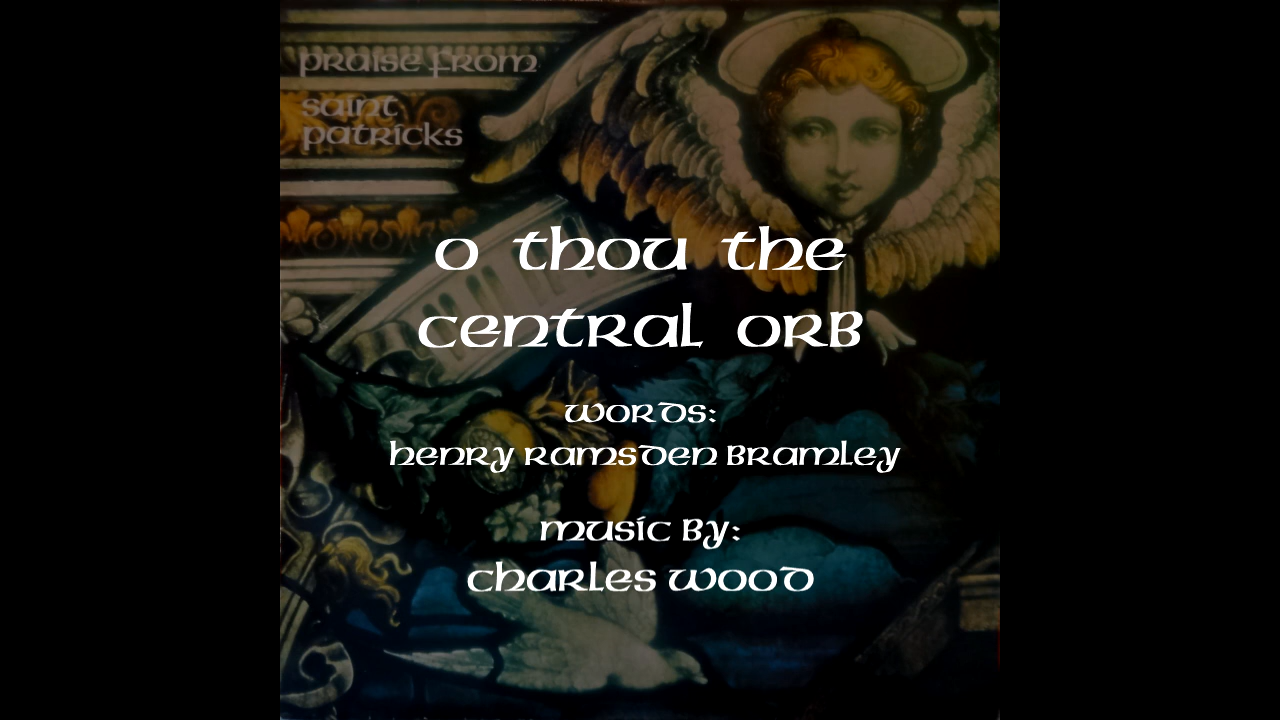 praise from
saint
patricks
o thou the
central orb
words:
henry ramsden bramley
music by:
charles wood